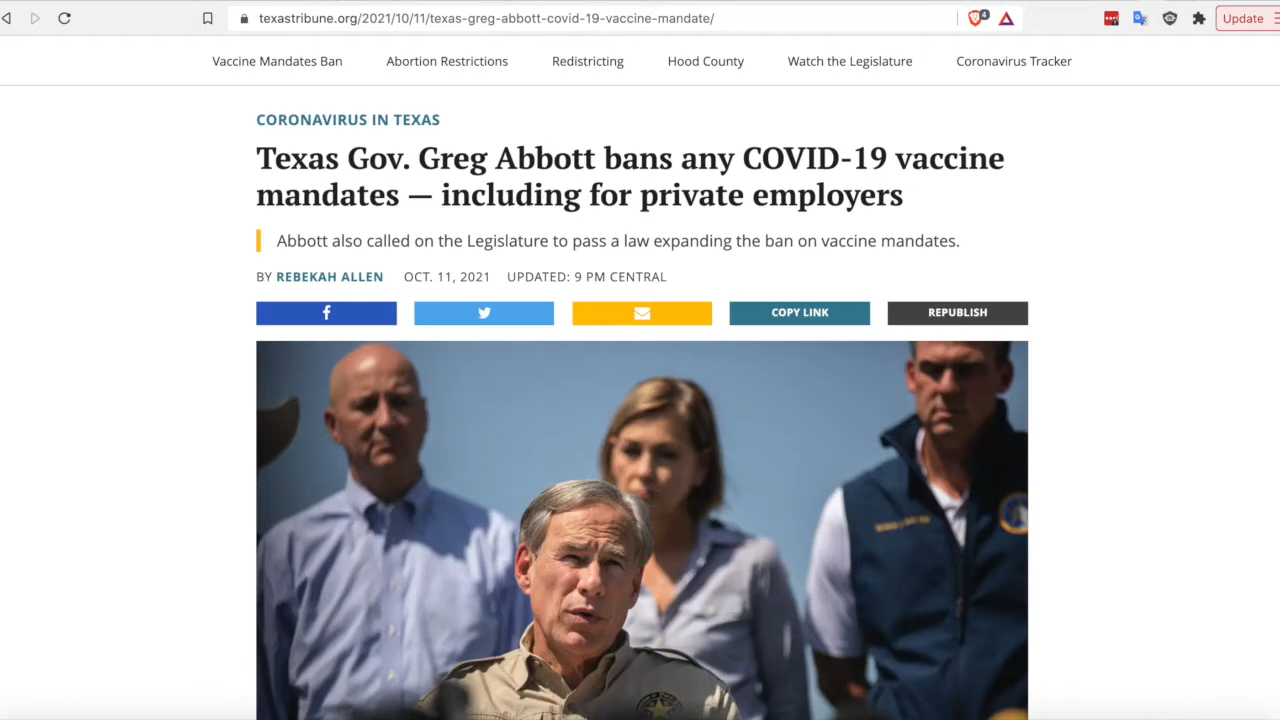 texastribune.org/2021/10/11/texas-greg-abbott-covid-19-vaccine-mandate/
4
Update
Vaccine Mandates Ban Abortion Restrictions Redistricting Hood County Watch the Legislature Coronavirus Tracker
CORONAVIRUS IN TEXAS
Texas Gov. Greg Abbott bans any COVID-19 vaccine
mandates — including for private employers
Abbott also called on the Legislature to pass a law expanding the ban on vaccine mandates.
BY REBEKAH ALLEN OCT. 11, 2021 UPDATED: 9 PM CENTRAL
COPY LINK REPUBLISH